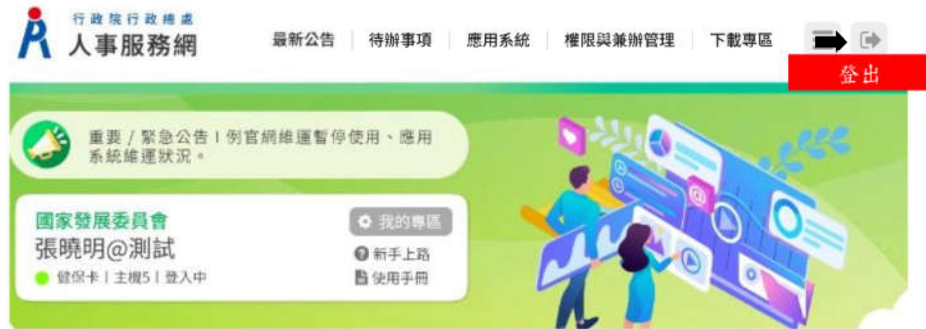 行政院行政總處
人事服務網
最新公告 | 待辦事項 | 應用系統 | 權限與兼辦管理 | 下載專區
登出
重要 / 緊急公告 | 例官網維運暫停使用、應用
系統維運狀況。
國家發展委員會
我的專區
張曉明@測試
新手上路
健保卡 | 主機5 | 登入中
使用手冊